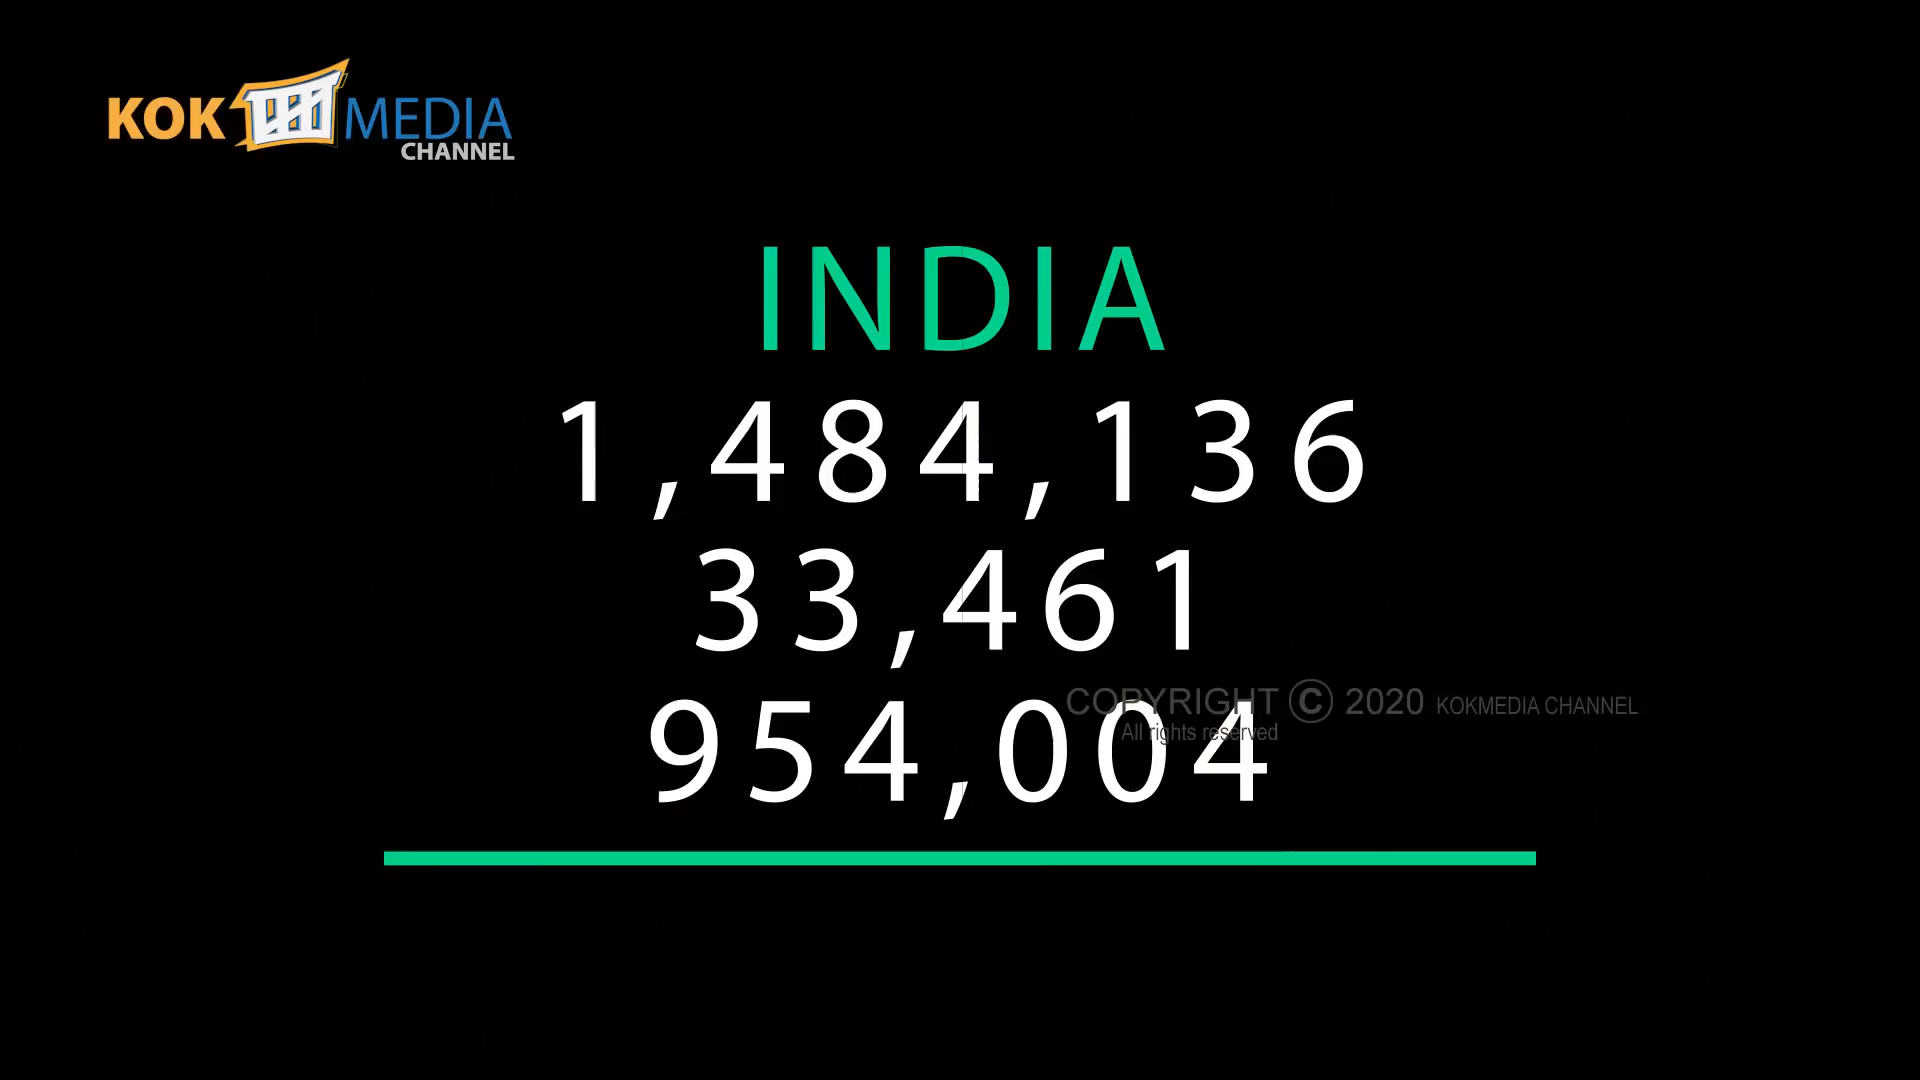 KOK MEDIA
CHANNEL
INDIA
1,484,136
33,461
COPYRIGHT © 2020 KOKMEDIA CHANNEL
All rights reserved
954,004